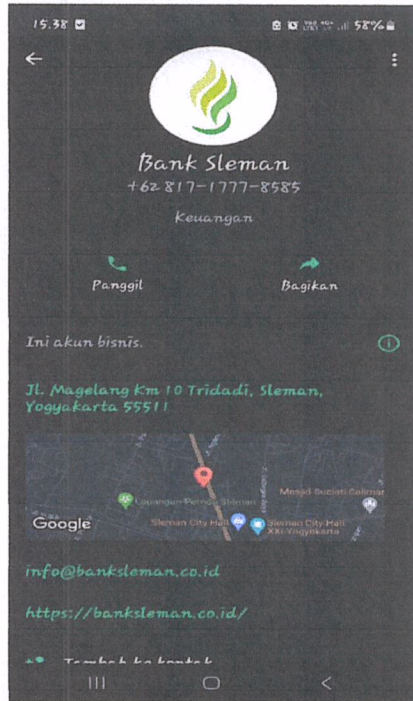 15.38
58%
Bank Sleman
+62 817-1777-8585
Keuangan
Panggil
Bagikan
Ini akun bisnis.
Jl. Magelang Km 10 Tridadi, Sleman,
Yogyakarta 55511
Lapangan Pemda Sleman
Masjid Suciati Saliman
Google
Sleman City Hall
Sleman City Hall
XXI Yogyakarta
info@banksleman.co.id
https://banksleman.co.id/
Tambah ke kontak